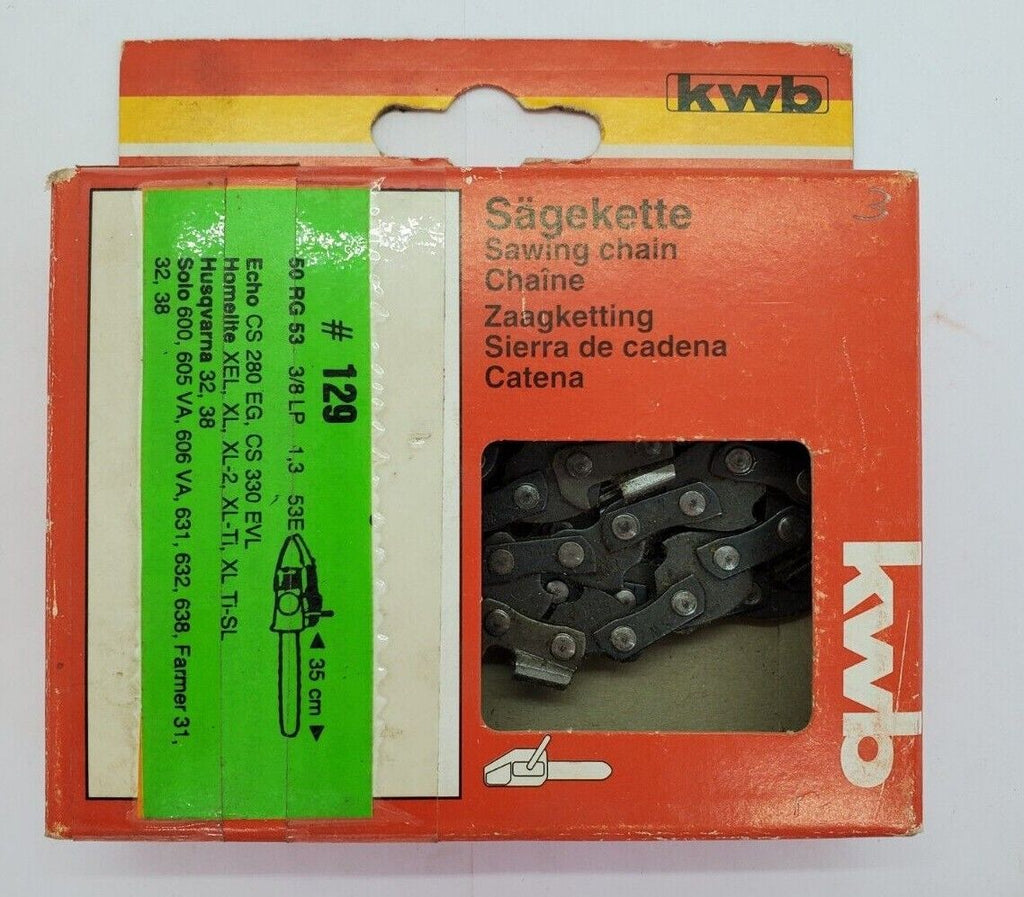 kwb
Sägekette
Sawing chain
Chaîne
Zaagketting
Sierra de cadena
Catena
3
# 129
50 RG 53 3/8 LP 1,3 53E
35 cm
Echo CS 280 EG, CS 330 EVL
Homelite XEL, XL, XL-2, XL-Ti, XL Ti-SL
Husqvarna 32, 38
Solo 600, 605 VA, 606 VA, 631, 632, 638, Farmer 31,
32, 38
kwb